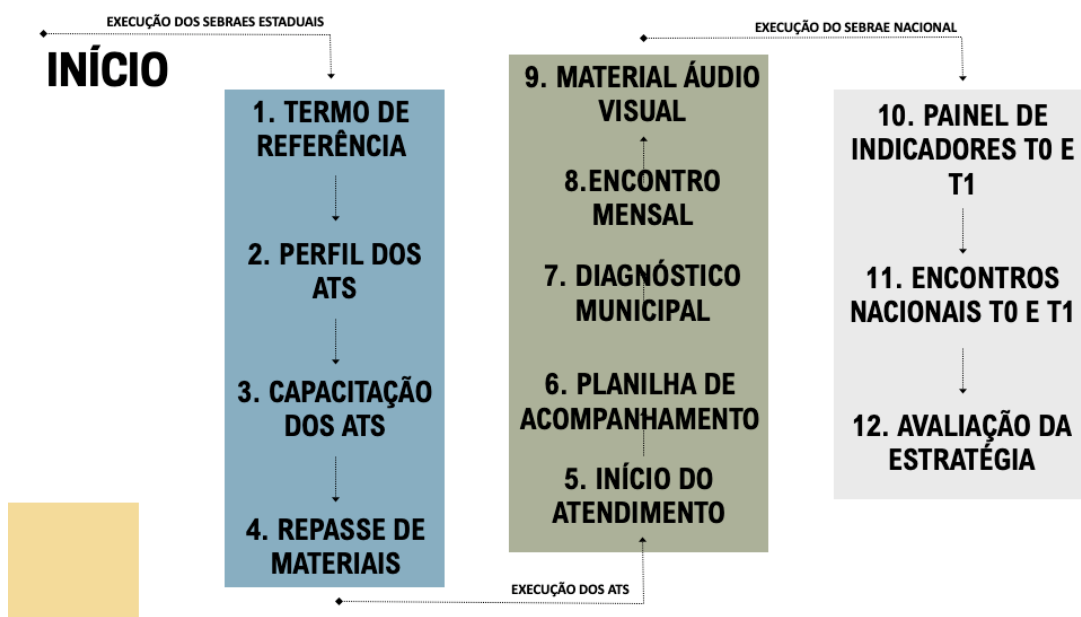 EXECUÇÃO DOS SEBRAES ESTADUAIS
INÍCIO
1. TERMO DE
REFERÊNCIA
2. PERFIL DOS
ATS
3. CAPACITAÇÃO
DOS ATS
4. REPASSE DE
MATERIAIS
EXECUÇÃO DOS ATS
5. INÍCIO DO
ATENDIMENTO
6. PLANILHA DE
ACOMPANHAMENTO
7. DIAGNÓSTICO
MUNICIPAL
8.ENCONTRO
MENSAL
9. MATERIAL ÁUDIO
VISUAL
EXECUÇÃO DO SEBRAE NACIONAL
10. PAINEL DE
INDICADORES T0 E
T1
11. ENCONTROS
NACIONAIS T0 E T1
12. AVALIAÇÃO DA
ESTRATÉGIA